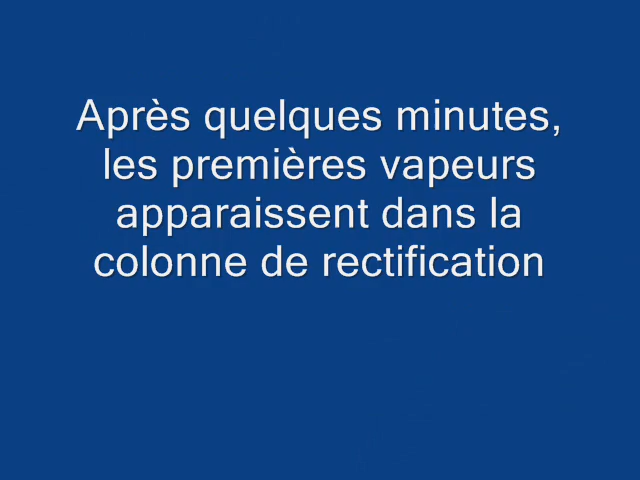 Après quelques minutes,
les premières vapeurs
apparaissent dans la
colonne de rectification